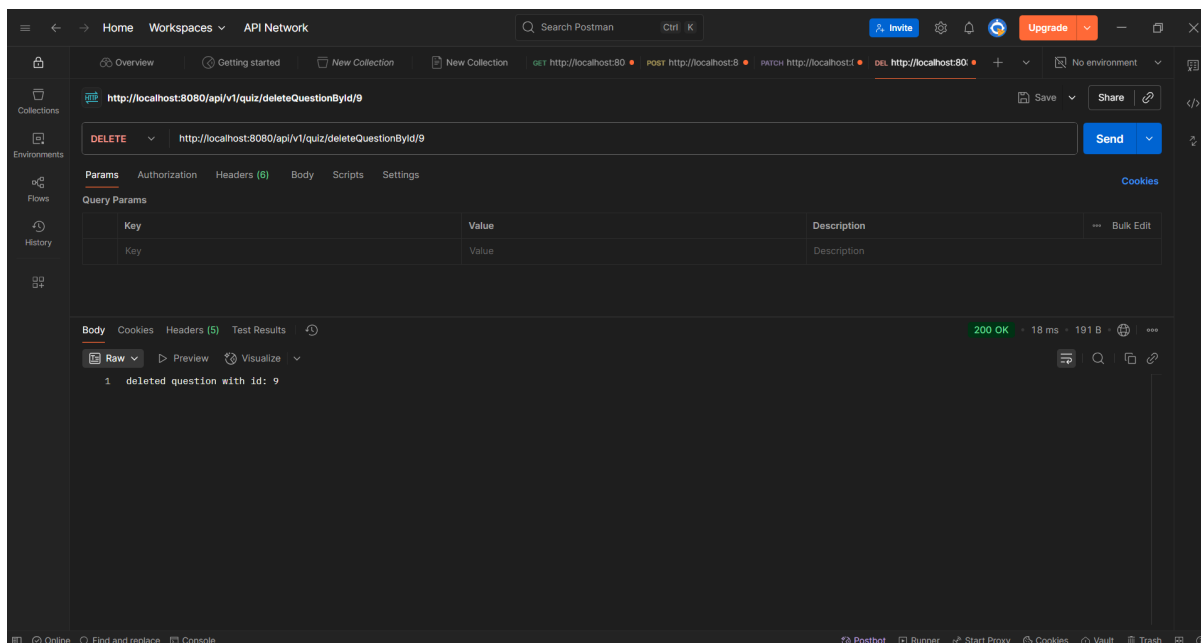 Home Workspaces API Network Search Postman Ctrl K Invite Upgrade
Overview Getting started New Collection New Collection GET http://localhost:80 POST http://localhost:8 PATCH http://localhost:( DEL http://localhost:80: No environment
HTTP http://localhost:8080/api/v1/quiz/deleteQuestionById/9 Save Share
Collections
DELETE http://localhost:8080/api/v1/quiz/deleteQuestionById/9 Send
Environments
Params Authorization Headers (6) Body Scripts Settings Cookies
Flows
Query Params
Key Value Description Bulk Edit
History
Key Value Description
Body Cookies Headers (5) Test Results 200 OK 18 ms 191 B
Raw Preview Visualize
1 deleted question with id: 9
Online Find and replace Console Postbot Runner Start Proxy Cookies Vault Trash